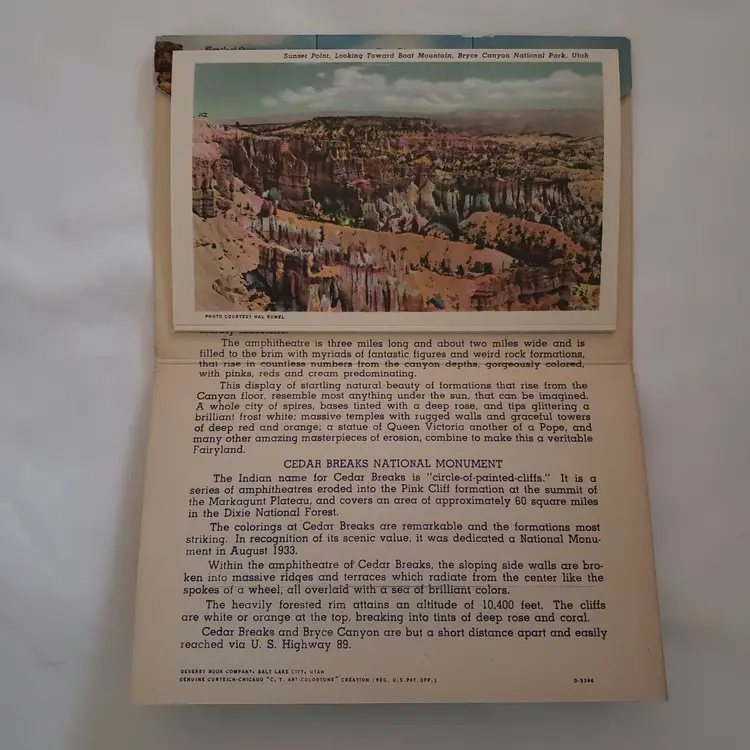 Sunset Point, Looking Toward Boat Mountain, Bryce Canyon National Park, Utah
PHOTO COURTESY HAL RUMEL
The amphitheatre is three miles long and about two miles wide and is
filled to the brim with myriads of fantastic figures and weird rock formations,
that rise in countless numbers from the canyon depths, gorgeously colored,
with pinks, reds and cream predominating.
This display of startling natural beauty of formations that rise from the
Canyon floor, resemble most anything under the sun, that can be imagined.
A whole city of spires, bases tinted with a deep rose, and tips glittering a
brilliant frost white; massive temples with rugged walls and graceful towers
of deep red and orange; a statue of Queen Victoria another of a Pope, and
many other amazing masterpieces of erosion, combine to make this a veritable
Fairyland.
CEDAR BREAKS NATIONAL MONUMENT
The Indian name for Cedar Breaks is "circle-of-painted-cliffs." It is a
series of amphitheatres eroded into the Pink Cliff formation at the summit of
the Markagunt Plateau, and covers an area of approximately 60 square miles
in the Dixie National Forest.
The colorings at Cedar Breaks are remarkable and the formations most
striking. In recognition of its scenic value, it was dedicated a National Monu-
ment in August 1933.
Within the amphitheatre of Cedar Breaks, the sloping side walls are bro-
ken into massive ridges and terraces which radiate from the center like the
spokes of a wheel, all overlaid with a sea of brilliant colors.
The heavily forested rim attains an altitude of 10,400 feet. The cliffs
are white or orange at the top, breaking into tints of deep rose and coral.
Cedar Breaks and Bryce Canyon are but a short distance apart and easily
reached via U. S. Highway 89.
DESERET BOOK COMPANY, SALT LAKE CITY, UTAH
GENUINE CURTEICH-CHICAGO "C. T. ART-COLORTONE" CREATION (REG. U.S. PAT. OFF.)
D-5366